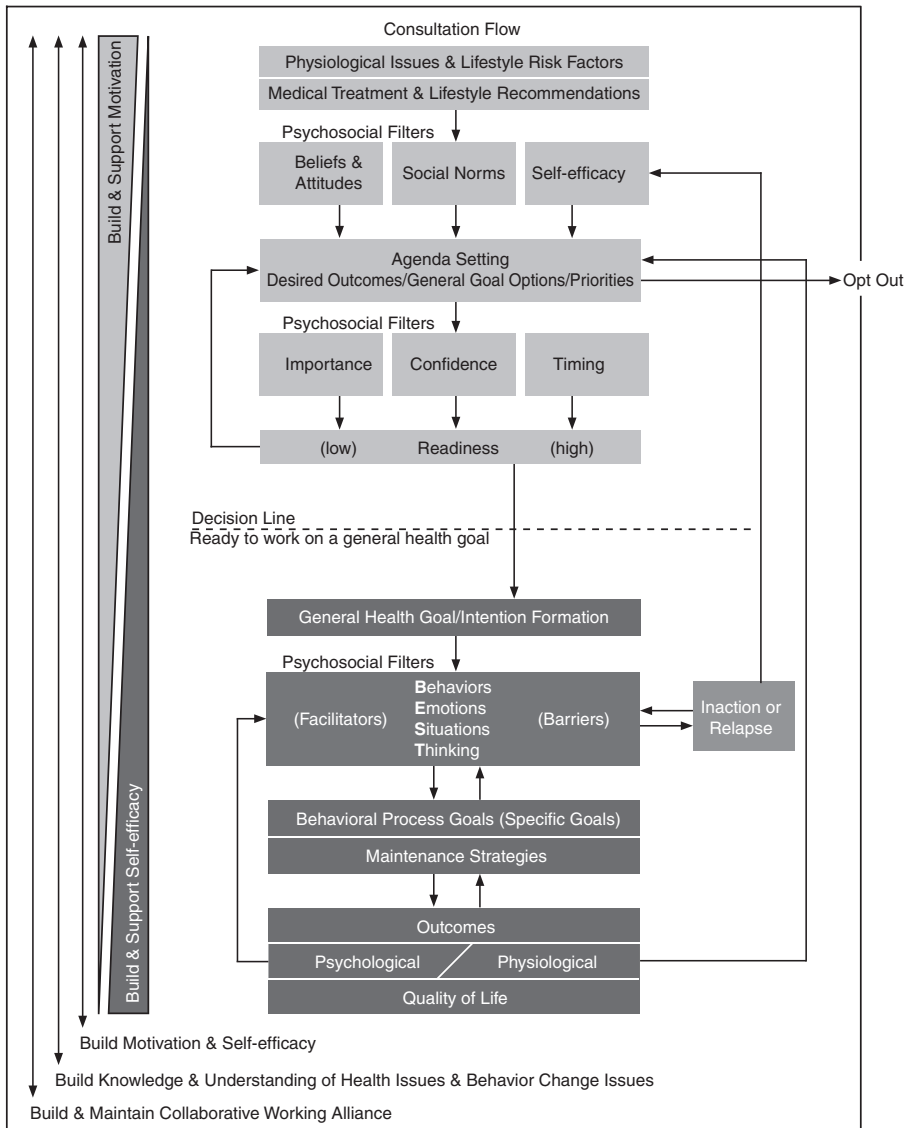 Consultation Flow
Physiological Issues & Lifestyle Risk Factors
Medical Treatment & Lifestyle Recommendations
Psychosocial Filters
Beliefs &
Attitudes
Social Norms
Self-efficacy
Agenda Setting
Desired Outcomes/General Goal Options/Priorities
Opt Out
Psychosocial Filters
Importance
Confidence
Timing
(low) Readiness (high)
Decision Line
Ready to work on a general health goal
General Health Goal/Intention Formation
Psychosocial Filters
(Facilitators)
Behaviors
Emotions
Situations
Thinking
(Barriers)
Inaction or
Relapse
Behavioral Process Goals (Specific Goals)
Maintenance Strategies
Outcomes
Psychological / Physiological
Quality of Life
Build & Support Motivation
Build & Support Self-efficacy
Build Motivation & Self-efficacy
Build Knowledge & Understanding of Health Issues & Behavior Change Issues
Build & Maintain Collaborative Working Alliance